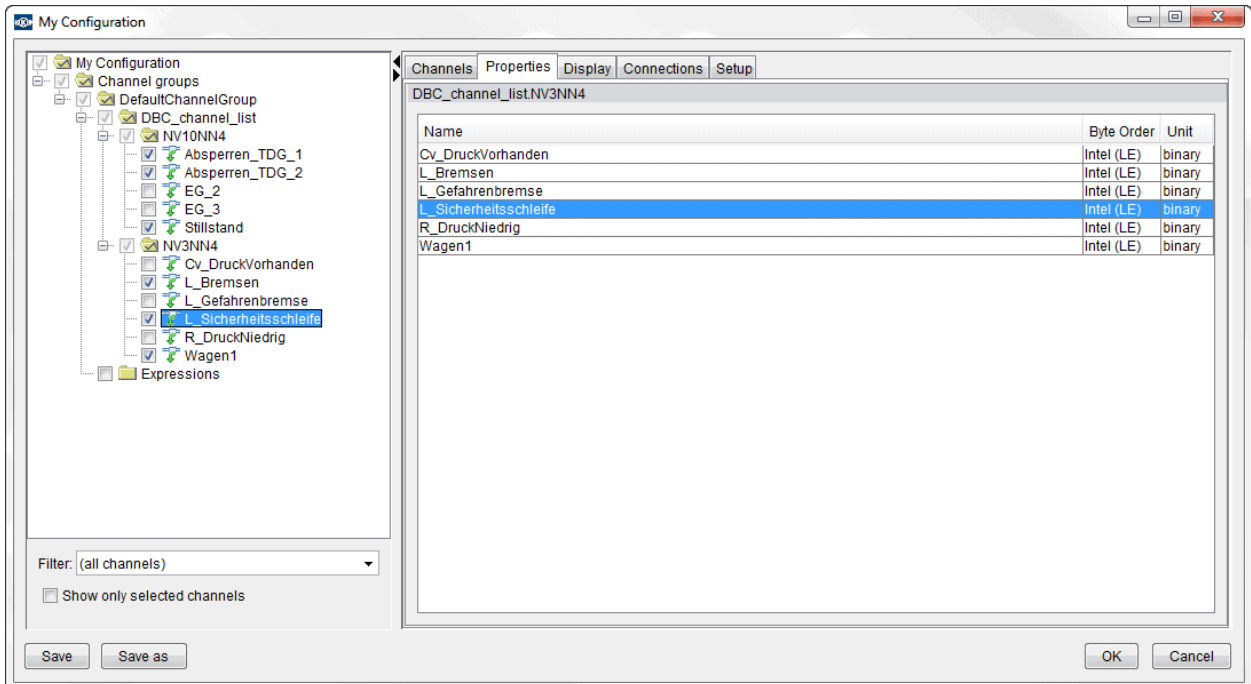 My Configuration
My Configuration
Channel groups
DefaultChannelGroup
DBC_channel_list
NV10NN4
Absperren_TDG_1
Absperren_TDG_2
EG_2
EG_3
Stillstand
NV3NN4
Cv_DruckVorhanden
L_Bremsen
L_Gefahrenbremse
L_Sicherheitsschleife
R_DruckNiedrig
Wagen1
Expressions
Filter: (all channels)
Show only selected channels
Channels Properties Display Connections Setup
DBC_channel_list.NV3NN4
Name Byte Order Unit
Cv_DruckVorhanden Intel (LE) binary
L_Bremsen Intel (LE) binary
L_Gefahrenbremse Intel (LE) binary
L_Sicherheitsschleife Intel (LE) binary
R_DruckNiedrig Intel (LE) binary
Wagen1 Intel (LE) binary
Save Save as OK Cancel